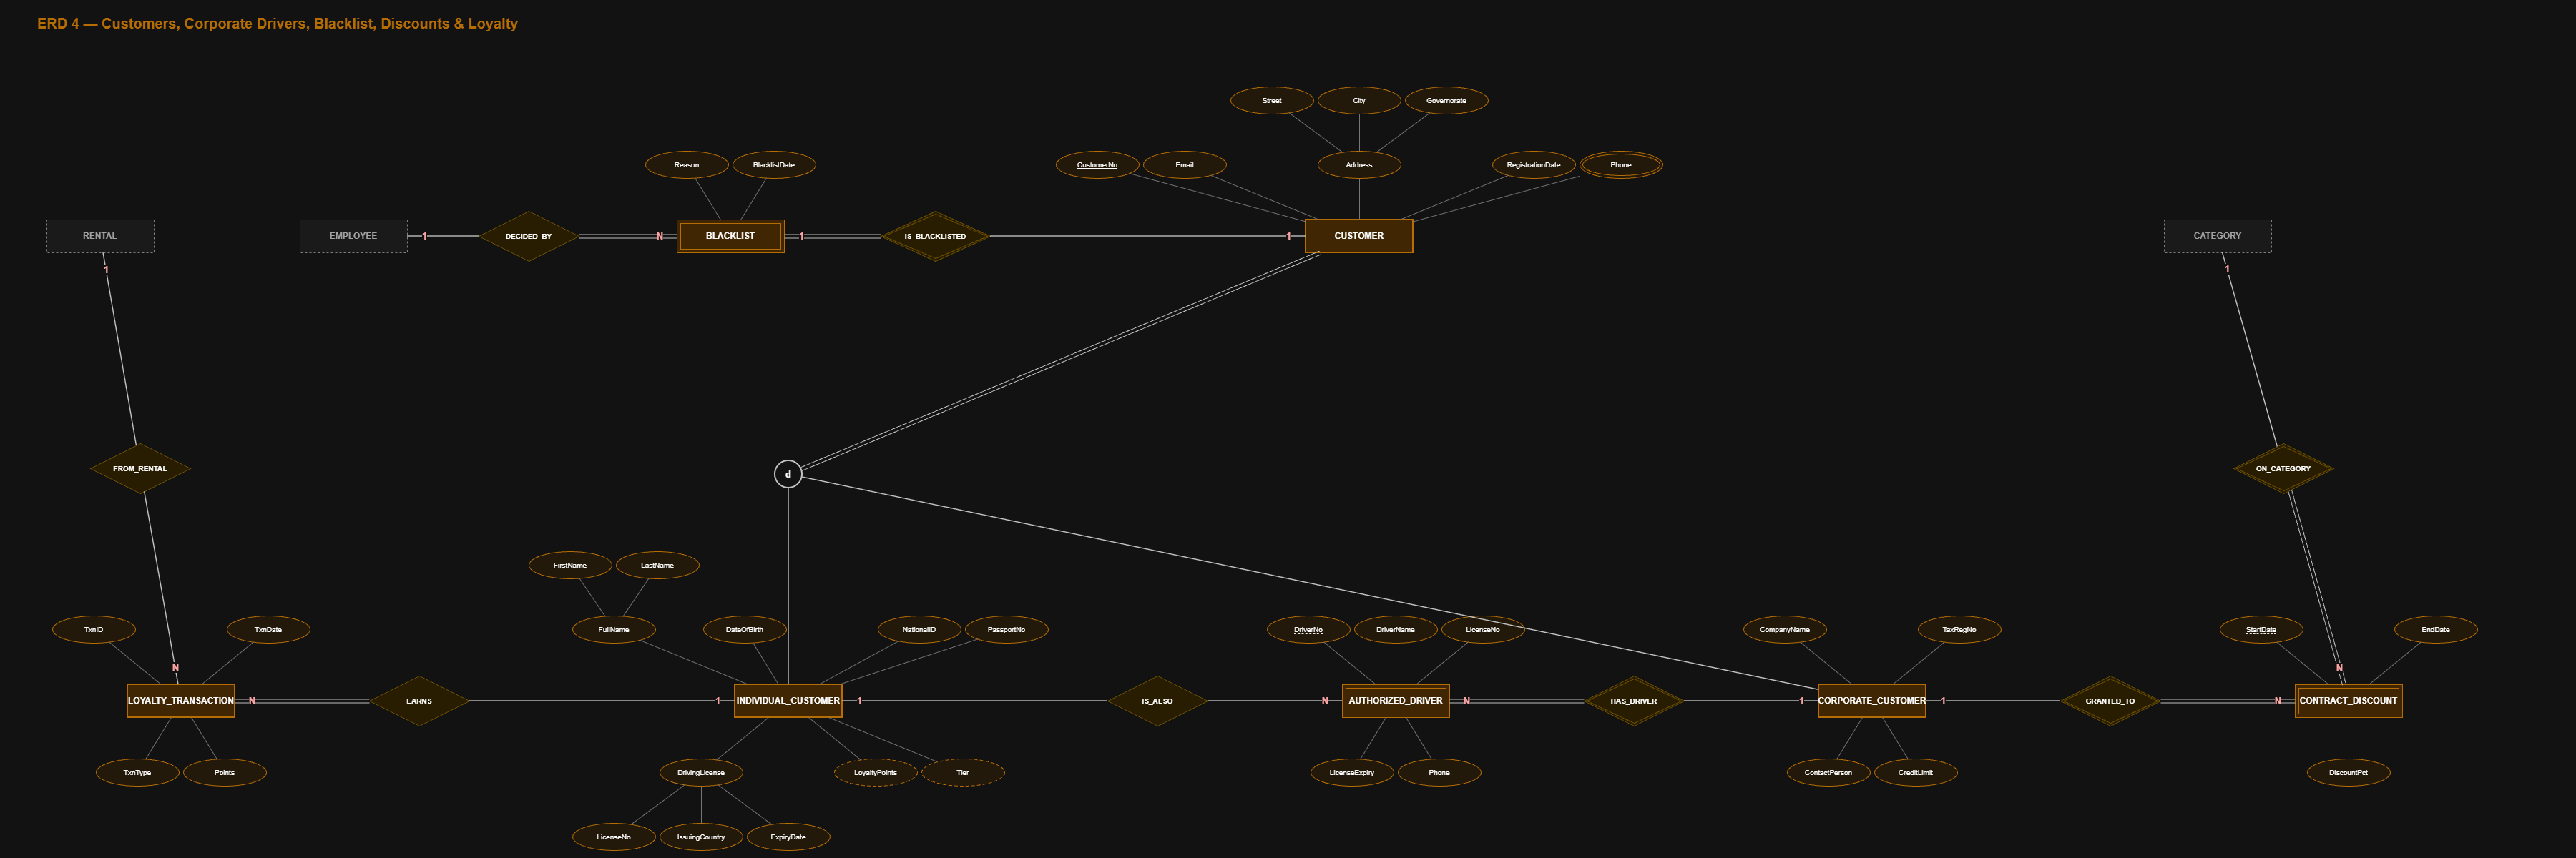 ERD 4 — Customers, Corporate Drivers, Blacklist, Discounts & Loyalty
Street
City
Governorate
Reason
BlacklistDate
CustomerNo
Email
Address
RegistrationDate
Phone
RENTAL
EMPLOYEE
1
DECIDED_BY
N
BLACKLIST
1
IS_BLACKLISTED
1
CUSTOMER
CATEGORY
1
1
FROM_RENTAL
d
ON_CATEGORY
FirstName
LastName
TxnID
TxnDate
FullName
DateOfBirth
NationalID
PassportNo
DriverNo
DriverName
LicenseNo
CompanyName
TaxRegNo
StartDate
EndDate
N
N
LOYALTY_TRANSACTION
N
EARNS
1
INDIVIDUAL_CUSTOMER
1
IS_ALSO
N
AUTHORIZED_DRIVER
N
HAS_DRIVER
1
CORPORATE_CUSTOMER
1
GRANTED_TO
N
CONTRACT_DISCOUNT
TxnType
Points
DrivingLicense
LoyaltyPoints
Tier
LicenseExpiry
Phone
ContactPerson
CreditLimit
DiscountPct
LicenseNo
IssuingCountry
ExpiryDate